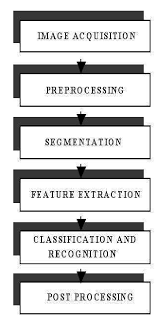 IMAGE ACQUISITION
PREPROCESSING
SEGMENTATION
FEATURE EXTRACTION
CLASSIFICATION AND
RECOGNITION
POST PROCESSING